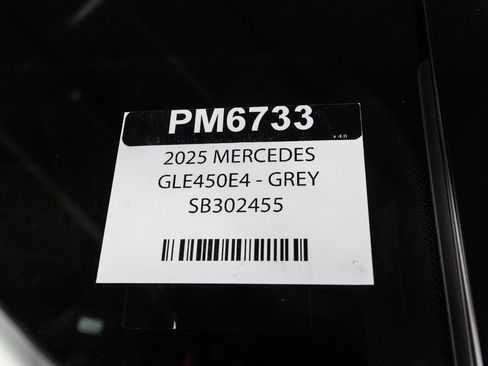 PM6733
v 4.0
2025 MERCEDES
GLE450E4 - GREY
SB302455